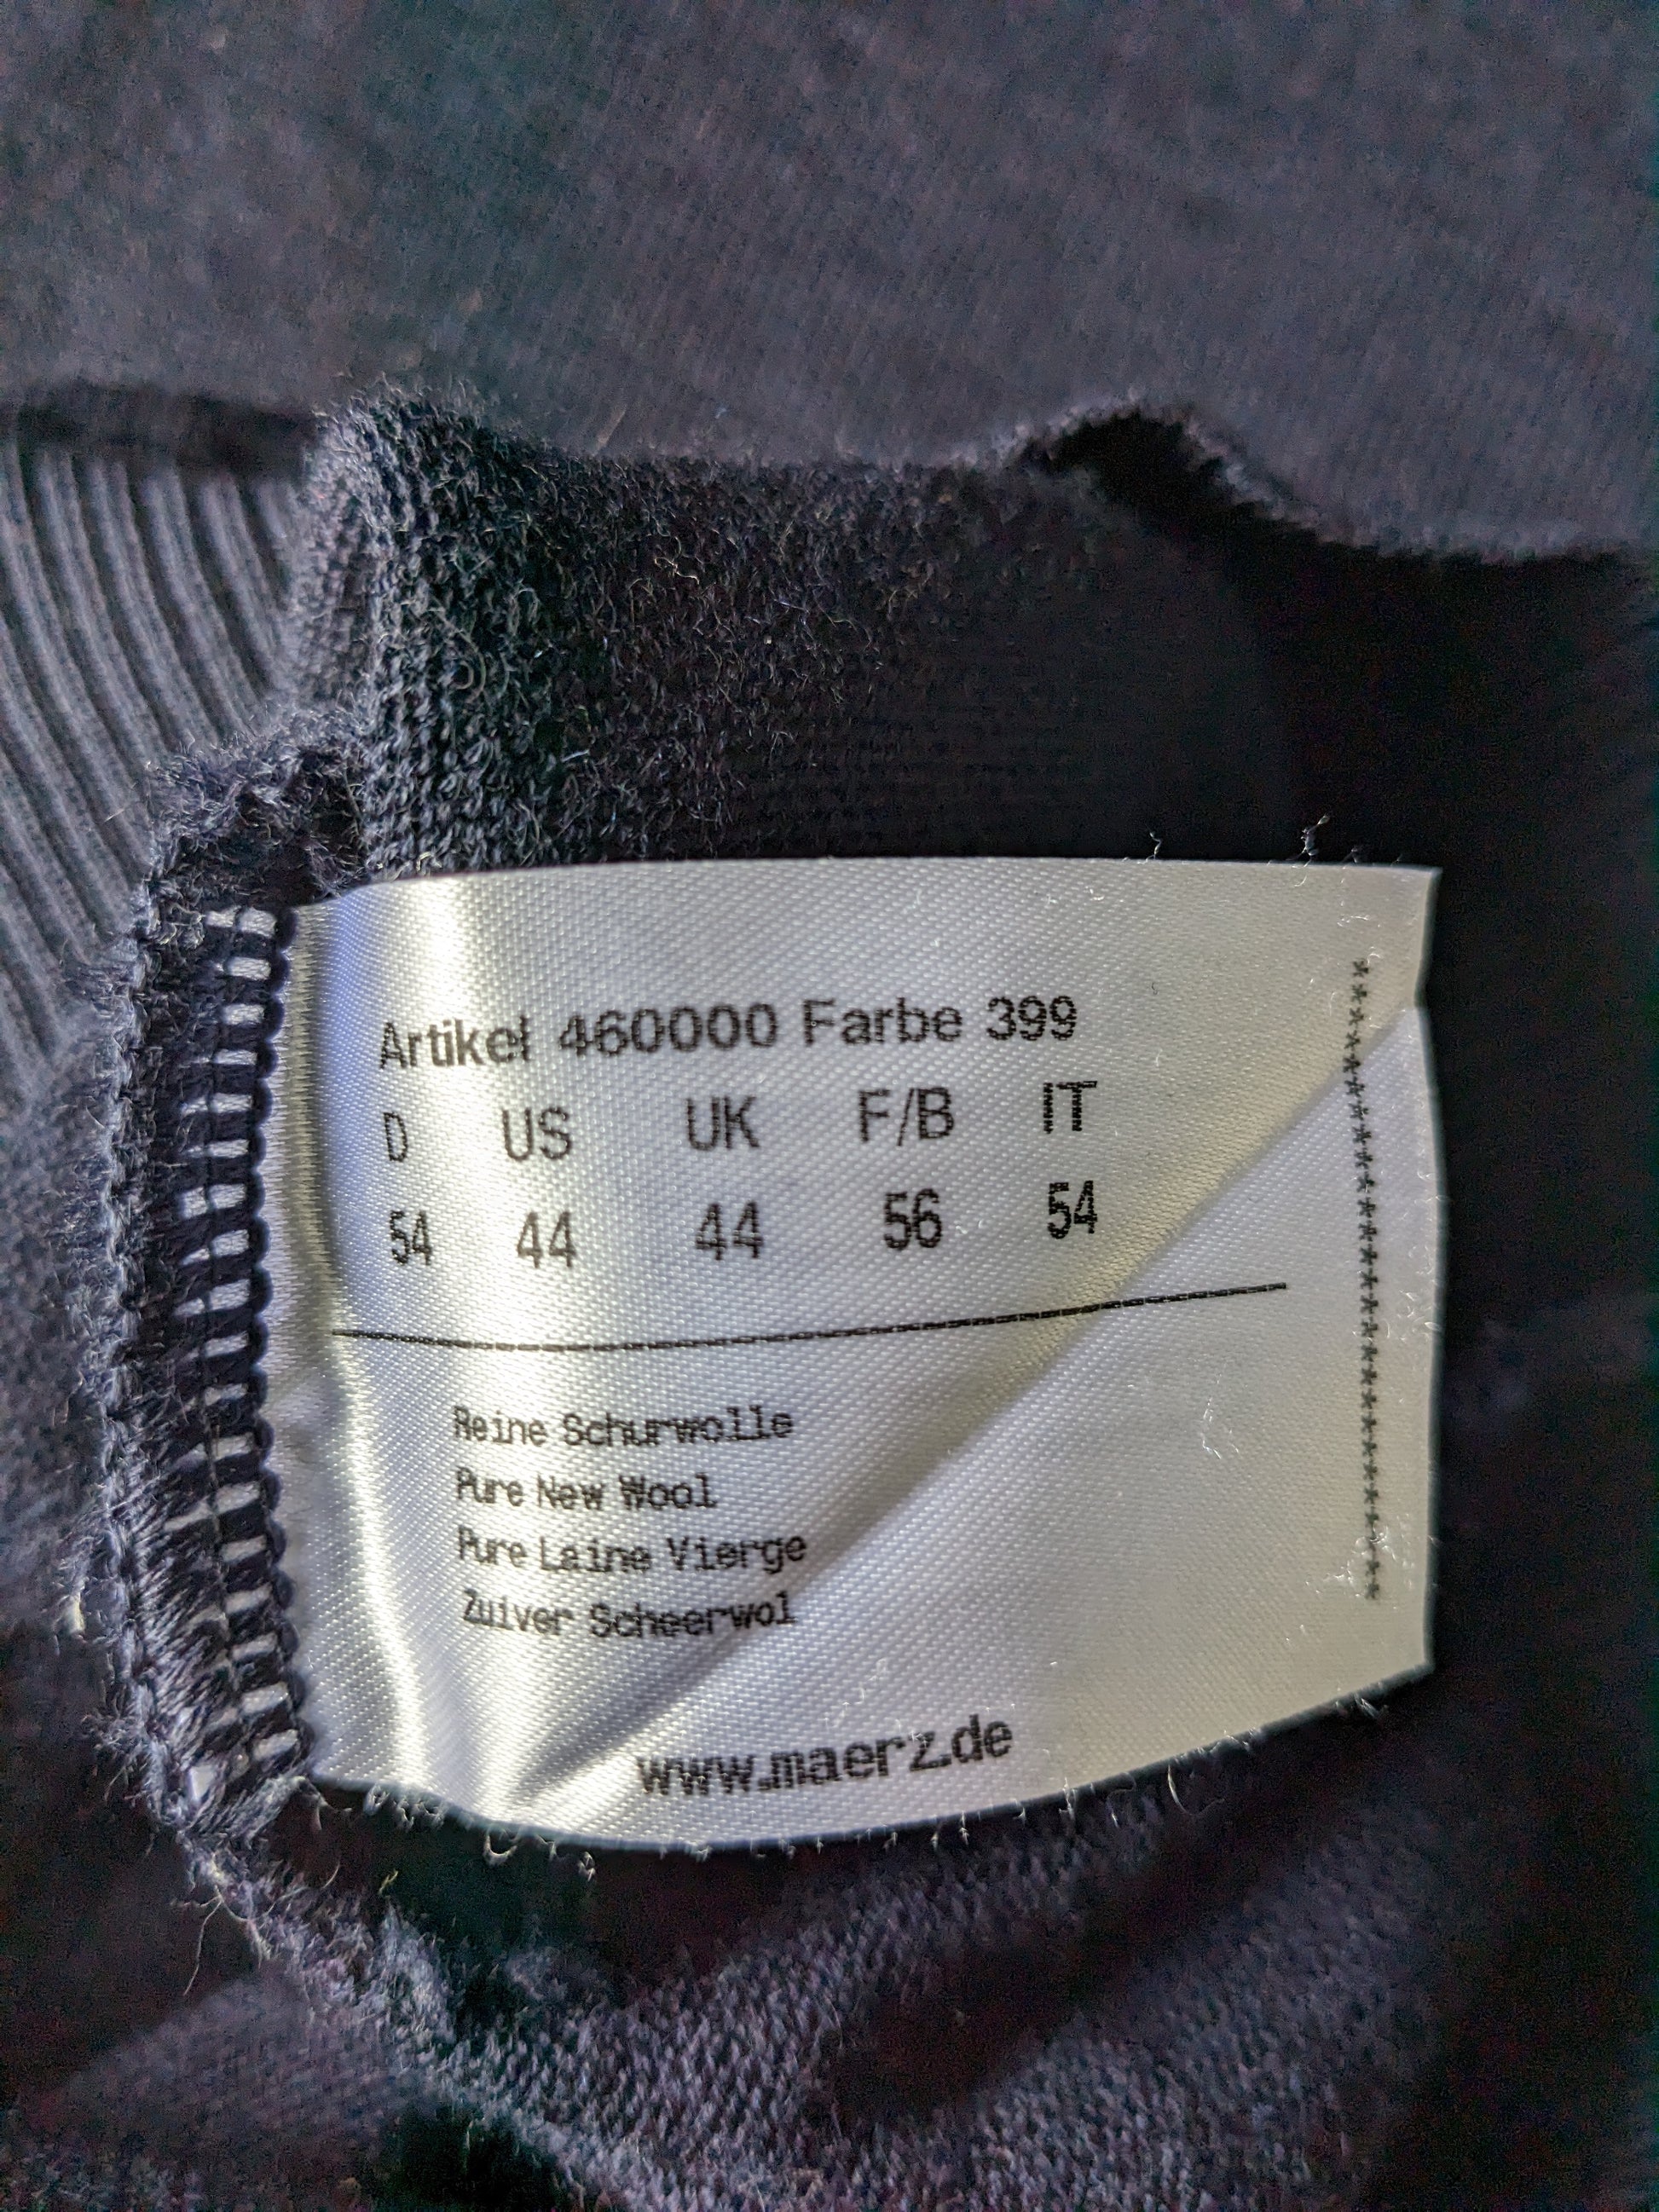 Artikel 460000 Farbe 399
D US UK F/B IT
54 44 44 56 54
Reine Schurwolle
Pure New Wool
Pure Laine Vierge
Zuiver Scheerwol
www.maerz.de